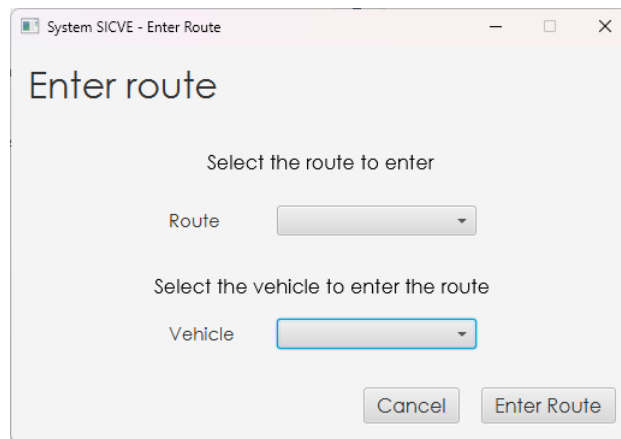 System SICVE - Enter Route
Enter route
Select the route to enter
Route
Select the vehicle to enter the route
Vehicle
Cancel Enter Route